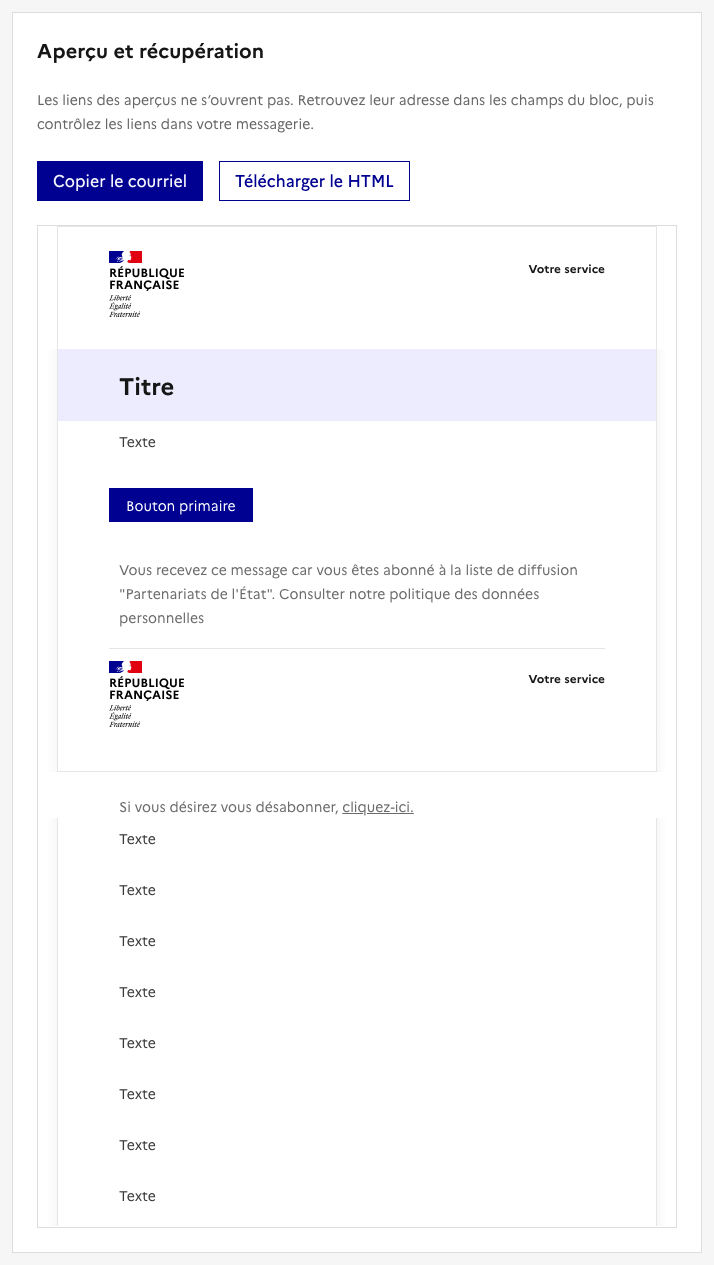 Aperçu et récupération
Les liens des aperçus ne s’ouvrent pas. Retrouvez leur adresse dans les champs du bloc, puis
contrôlez les liens dans votre messagerie.
Copier le courriel
Télécharger le HTML
RÉPUBLIQUE
FRANÇAISE
Liberté
Égalité
Fraternité
Votre service
Titre
Texte
Bouton primaire
Vous recevez ce message car vous êtes abonné à la liste de diffusion
"Partenariats de l'État". Consulter notre politique des données
personnelles
RÉPUBLIQUE
FRANÇAISE
Liberté
Égalité
Fraternité
Votre service
Si vous désirez vous désabonner, cliquez-ici.
Texte
Texte
Texte
Texte
Texte
Texte
Texte
Texte